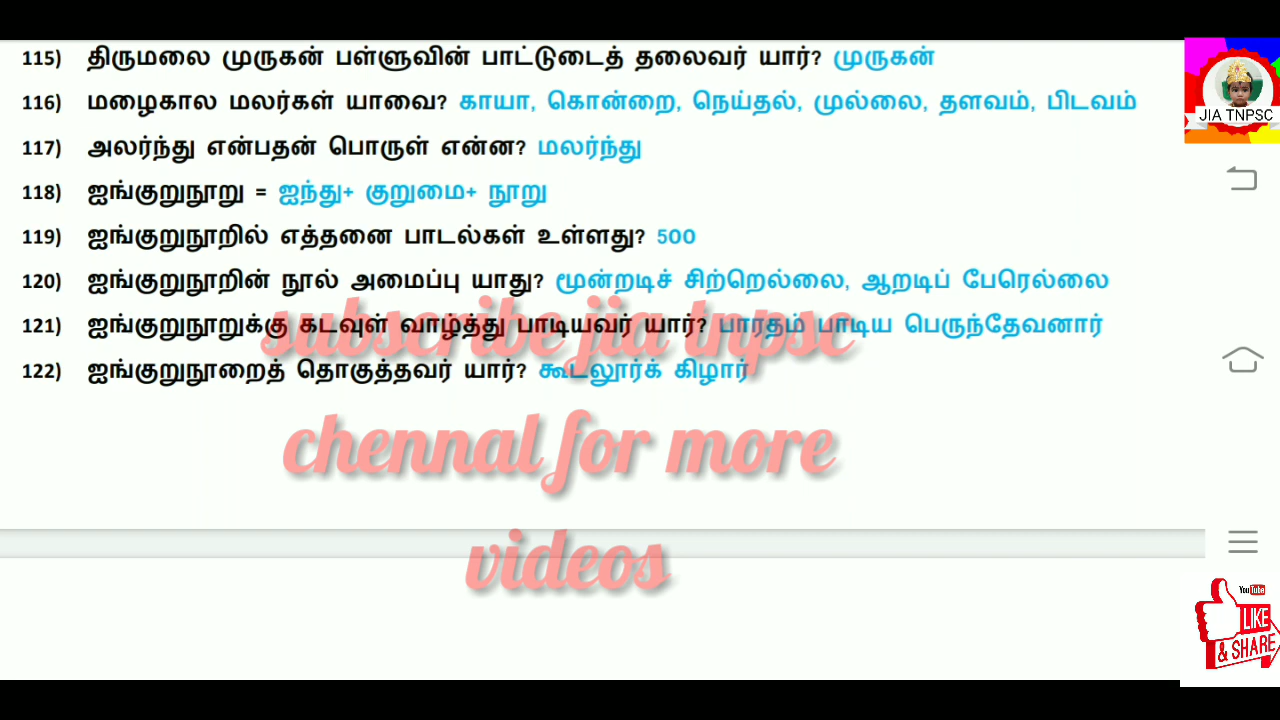 115) திருமலை முருகன் பள்ளுவின் பாட்டுடைத் தலைவர் யார்? முருகன்
116) மழைகால மலர்கள் யாவை? காயா, கொன்றை, நெய்தல், முல்லை, தளவம், பிடவம்
JIA TNPSC
117) அலர்ந்து என்பதன் பொருள் என்ன? மலர்ந்து
118) ஐங்குறுநூறு = ஐந்து+ குறுமை+ நூறு
119) ஐங்குறுநூறில் எத்தனை பாடல்கள் உள்ளது? 500
120) ஐங்குறுநூறின் நூல் அமைப்பு யாது? மூன்றடிச் சிற்றெல்லை, ஆறடிப் பேரெல்லை
121) ஐங்குறுநூறுக்கு கடவுள் வாழ்த்து பாடியவர் யார்? பாரதம் பாடிய பெருந்தேவனார்
122) ஐங்குறுநூறைத் தொகுத்தவர் யார்? கூடலூர்க் கிழார்
subscribe jia tnpsc
chennal for more
videos
YouTube
LIKE
& SHARE